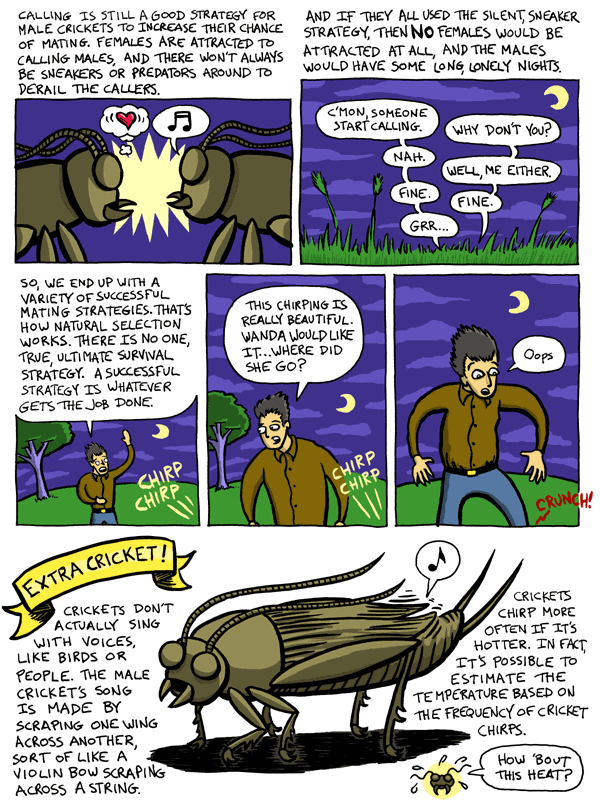 CALLING IS STILL A GOOD STRATEGY FOR
MALE CRICKETS TO INCREASE THEIR CHANCE
OF MATING. FEMALES ARE ATTRACTED TO
CALLING MALES, AND THERE WON'T ALWAYS
BE SNEAKERS OR PREDATORS AROUND TO
DERAIL THE CALLERS.
AND IF THEY ALL USED THE SILENT, SNEAKER
STRATEGY, THEN NO FEMALES WOULD BE
ATTRACTED AT ALL, AND THE MALES
WOULD HAVE SOME LONG, LONELY NIGHTS.
C'MON, SOMEONE
START CALLING.
WHY DON'T YOU?
NAH.
WELL, ME EITHER.
FINE.
FINE.
GRR...
SO, WE END UP WITH A
VARIETY OF SUCCESSFUL
MATING STRATEGIES. THAT'S
HOW NATURAL SELECTION
WORKS. THERE IS NO ONE,
TRUE, ULTIMATE SURVIVAL
STRATEGY. A SUCCESSFUL
STRATEGY IS WHATEVER
GETS THE JOB DONE.
CHIRP
CHIRP
THIS CHIRPING IS
REALLY BEAUTIFUL.
WANDA WOULD LIKE
IT...WHERE DID
SHE GO?
CHIRP
CHIRP
Oops
CRUNCH!
EXTRA CRICKET!
CRICKETS DON'T
ACTUALLY SING
WITH VOICES,
LIKE BIRDS OR
PEOPLE. THE MALE
CRICKET'S SONG
IS MADE BY
SCRAPING ONE WING
ACROSS ANOTHER,
SORT OF LIKE A
VIOLIN BOW SCRAPING
ACROSS A STRING.
CRICKETS
CHIRP MORE
OFTEN IF IT'S
HOTTER. IN FACT,
IT'S POSSIBLE TO
ESTIMATE THE
TEMPERATURE BASED ON
THE FREQUENCY OF CRICKET
CHIRPS.
HOW 'BOUT
THIS HEAT?